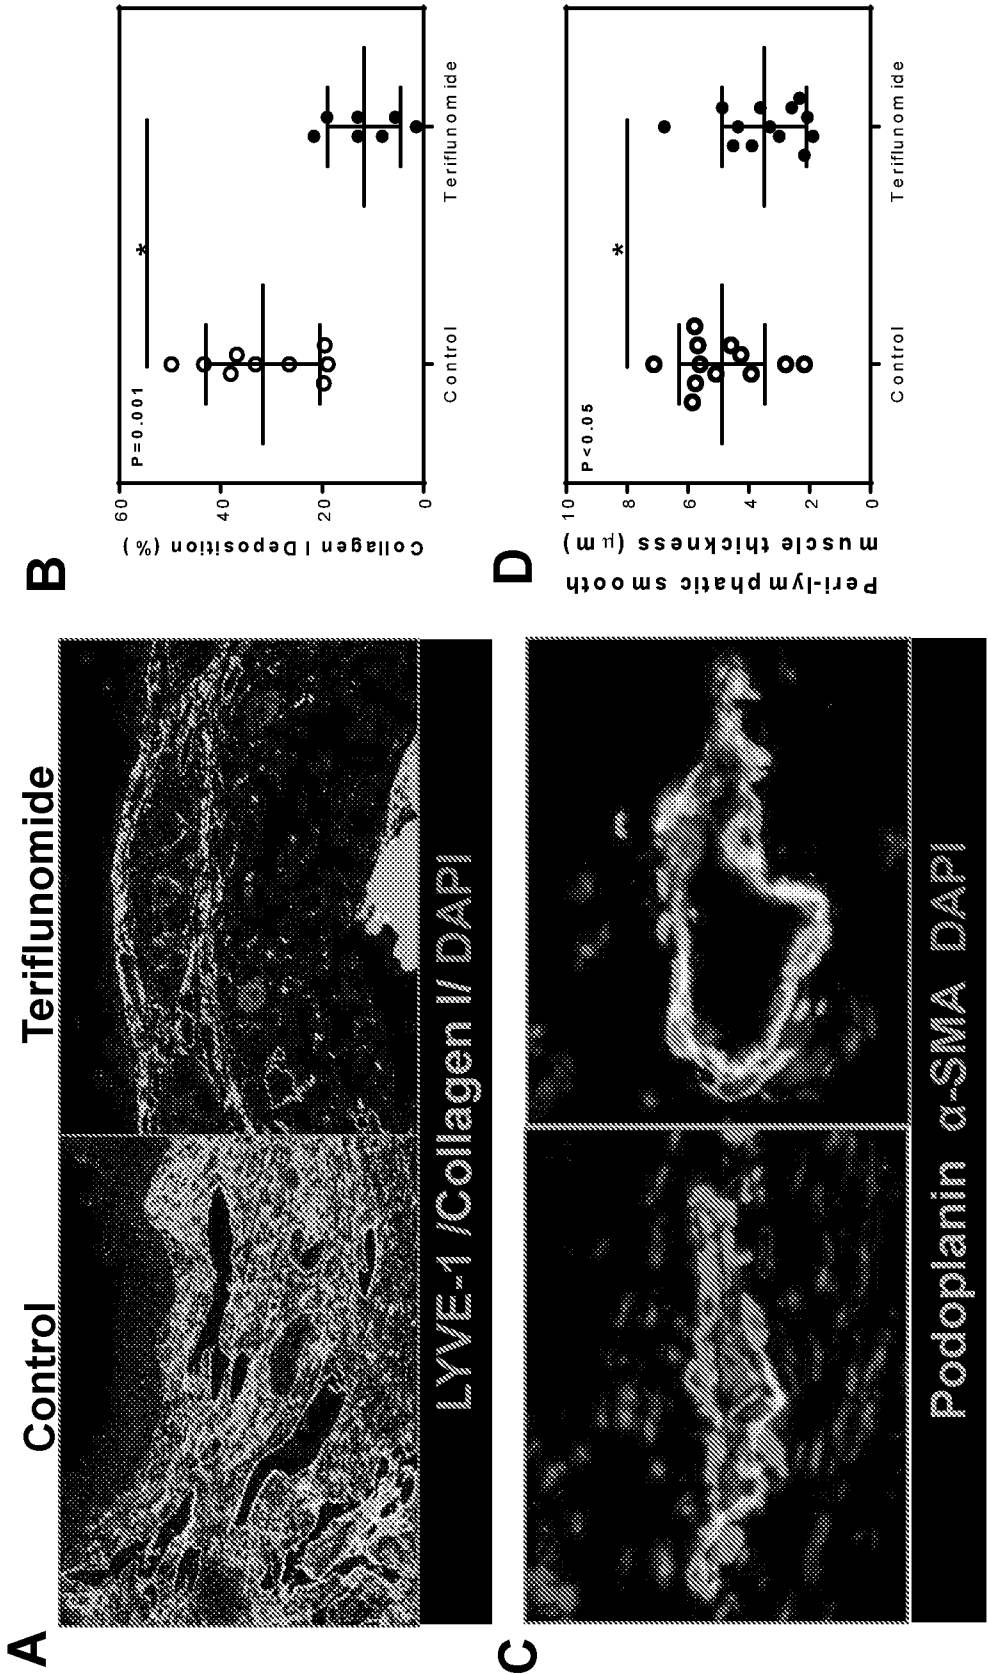 A
Control
Teriflunomide
LYVE-1 /Collagen I/ DAPI
B
Collagen I Deposition (%)
60
40
20
0
P=0.001
*
Control
Teriflunomide
C
Podoplanin α-SMA DAPI
D
Peri-lymphatic smooth
muscle thickness (μm)
10
8
6
4
2
0
P<0.05
*
Control
Teriflunomide